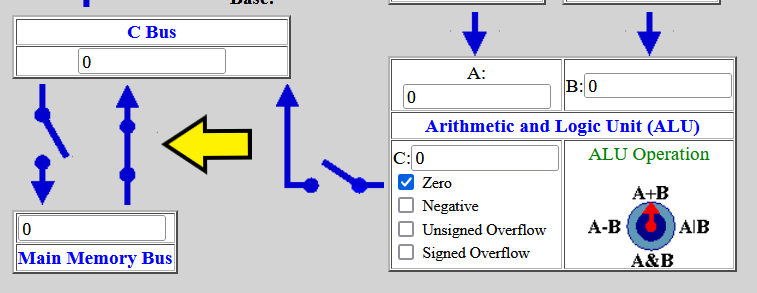 Base:
C Bus
0
A:
0
B: 0
Arithmetic and Logic Unit (ALU)
C: 0
Zero
Negative
Unsigned Overflow
Signed Overflow
ALU Operation
A+B
A-B
A|B
A&B
0
Main Memory Bus